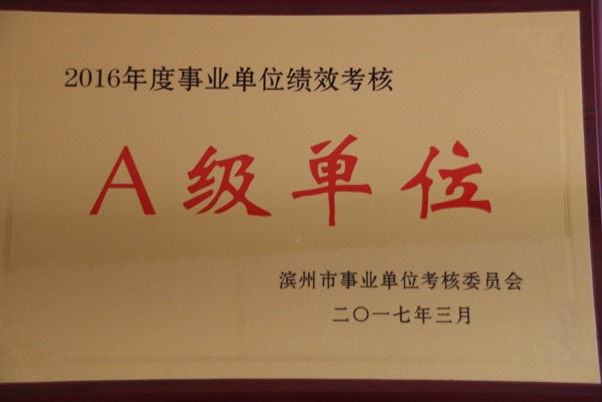 2016年度事业单位绩效考核
A级单位
滨州市事业单位考核委员会
二〇一七年三月